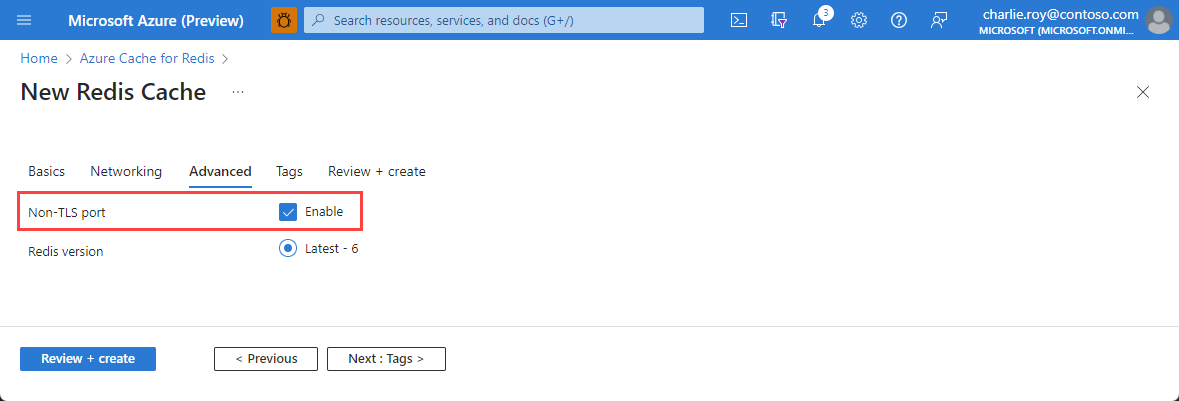 Microsoft Azure (Preview)
Search resources, services, and docs (G+/)
3
charlie.roy@contoso.com
MICROSOFT (MICROSOFT.ONMI...
Home > Azure Cache for Redis >
New Redis Cache ...
Basics Networking Advanced Tags Review + create
Non-TLS port Enable
Redis version Latest - 6
Review + create < Previous Next : Tags >